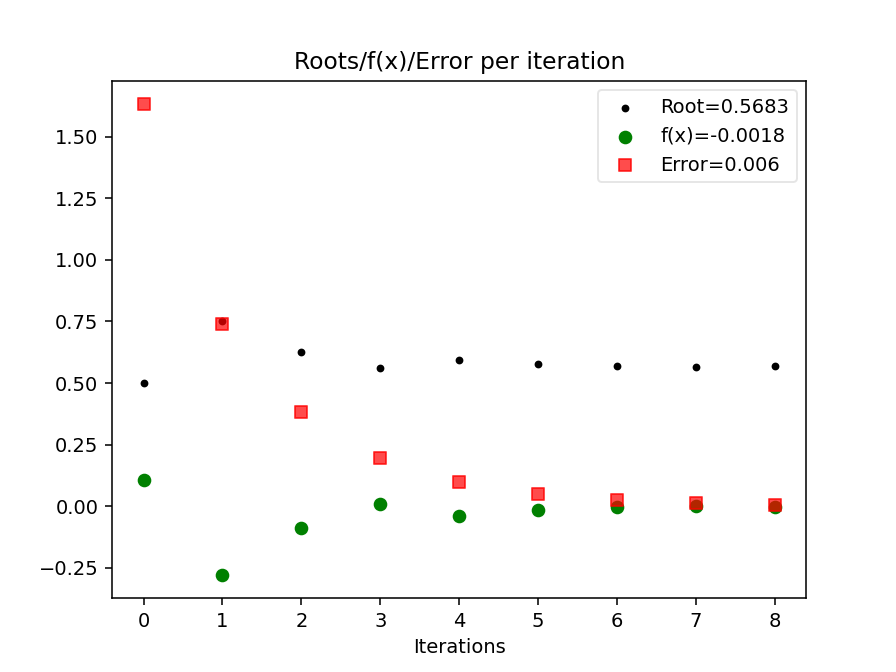 Roots/f(x)/Error per iteration
Root=0.5683
f(x)=-0.0018
Error=0.006
1.50
1.25
1.00
0.75
0.50
0.25
0.00
−0.25
0 1 2 3 4 5 6 7 8
Iterations